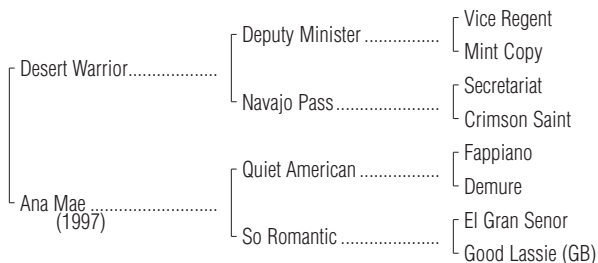 Vice Regent
Deputy Minister ..................
Mint Copy
Desert Warrior.....................
Secretariat
Navajo Pass.........................
Crimson Saint
Fappiano
Quiet American ...................
Demure
Ana Mae ..............................
(1997)
El Gran Senor
So Romantic .......................
Good Lassie (GB)